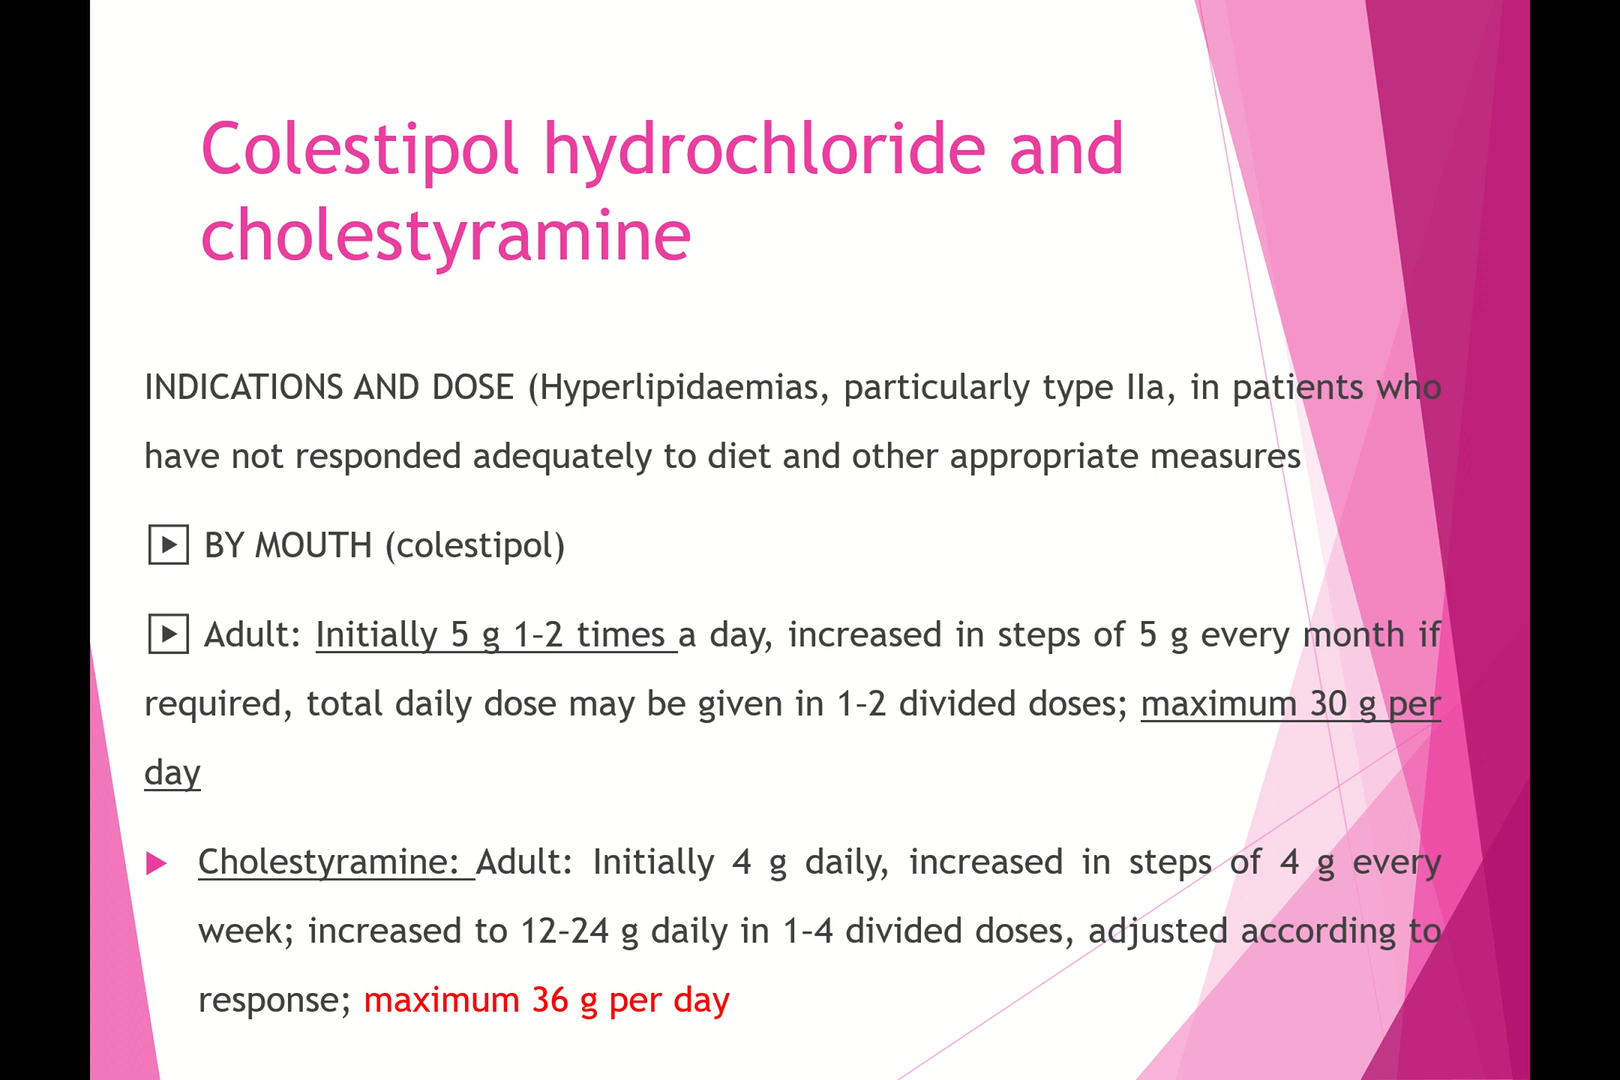 Colestipol hydrochloride and
cholestyramine
INDICATIONS AND DOSE (Hyperlipidaemias, particularly type IIa, in patients who
have not responded adequately to diet and other appropriate measures
BY MOUTH (colestipol)
Adult: Initially 5 g 1–2 times a day, increased in steps of 5 g every month if
required, total daily dose may be given in 1–2 divided doses; maximum 30 g per
day
Cholestyramine: Adult: Initially 4 g daily, increased in steps of 4 g every
week; increased to 12–24 g daily in 1–4 divided doses, adjusted according to
response; maximum 36 g per day